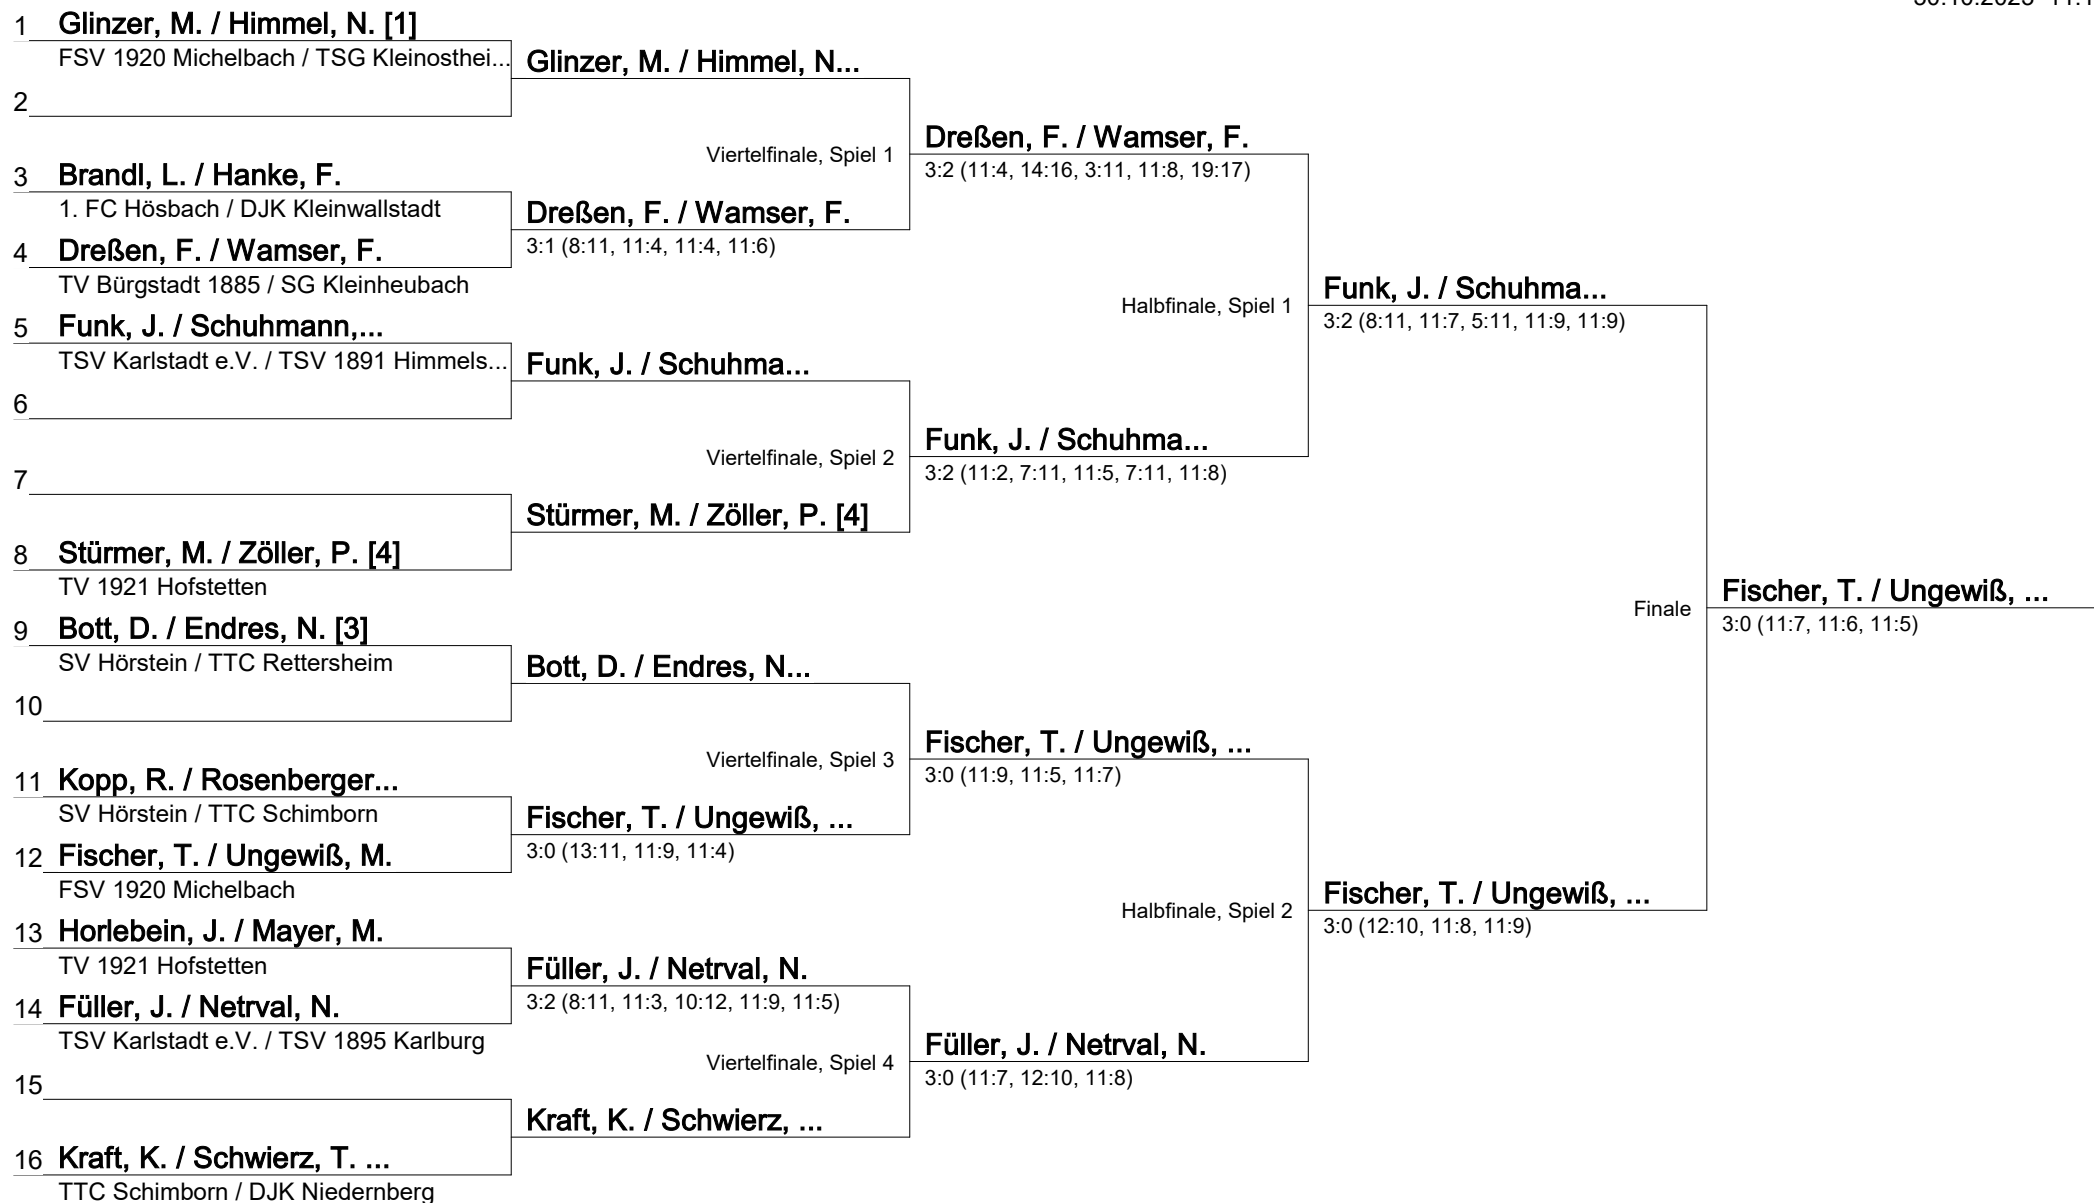 1 Glinzer, M. / Himmel, N. [1]
FSV 1920 Michelbach / TSG Kleinosthei...
Glinzer, M. / Himmel, N...
2
Viertelfinale, Spiel 1
Dreßen, F. / Wamser, F.
3:2 (11:4, 14:16, 3:11, 11:8, 19:17)
3 Brandl, L. / Hanke, F.
1. FC Hösbach / DJK Kleinwallstadt
Dreßen, F. / Wamser, F.
3:1 (8:11, 11:4, 11:4, 11:6)
4 Dreßen, F. / Wamser, F.
TV Bürgstadt 1885 / SG Kleinheubach
Halbfinale, Spiel 1
Funk, J. / Schuhma...
3:2 (8:11, 11:7, 5:11, 11:9, 11:9)
5 Funk, J. / Schuhmann,...
TSV Karlstadt e.V. / TSV 1891 Himmels...
Funk, J. / Schuhma...
6
Viertelfinale, Spiel 2
Funk, J. / Schuhma...
3:2 (11:2, 7:11, 11:5, 7:11, 11:8)
7
Stürmer, M. / Zöller, P. [4]
8 Stürmer, M. / Zöller, P. [4]
TV 1921 Hofstetten
Finale
Fischer, T. / Ungewiß, ...
3:0 (11:7, 11:6, 11:5)
9 Bott, D. / Endres, N. [3]
SV Hörstein / TTC Rettersheim
Bott, D. / Endres, N...
10
Viertelfinale, Spiel 3
Fischer, T. / Ungewiß, ...
3:0 (11:9, 11:5, 11:7)
11 Kopp, R. / Rosenberger...
SV Hörstein / TTC Schimborn
Fischer, T. / Ungewiß, ...
3:0 (13:11, 11:9, 11:4)
12 Fischer, T. / Ungewiß, M.
FSV 1920 Michelbach
Halbfinale, Spiel 2
Fischer, T. / Ungewiß, ...
3:0 (12:10, 11:8, 11:9)
13 Horlebein, J. / Mayer, M.
TV 1921 Hofstetten
Füller, J. / Netrval, N.
3:2 (8:11, 11:3, 10:12, 11:9, 11:5)
14 Füller, J. / Netrval, N.
TSV Karlstadt e.V. / TSV 1895 Karlburg
Viertelfinale, Spiel 4
Füller, J. / Netrval, N.
3:0 (11:7, 12:10, 11:8)
15
Kraft, K. / Schwierz, ...
16 Kraft, K. / Schwierz, T. ...
TTC Schimborn / DJK Niedernberg